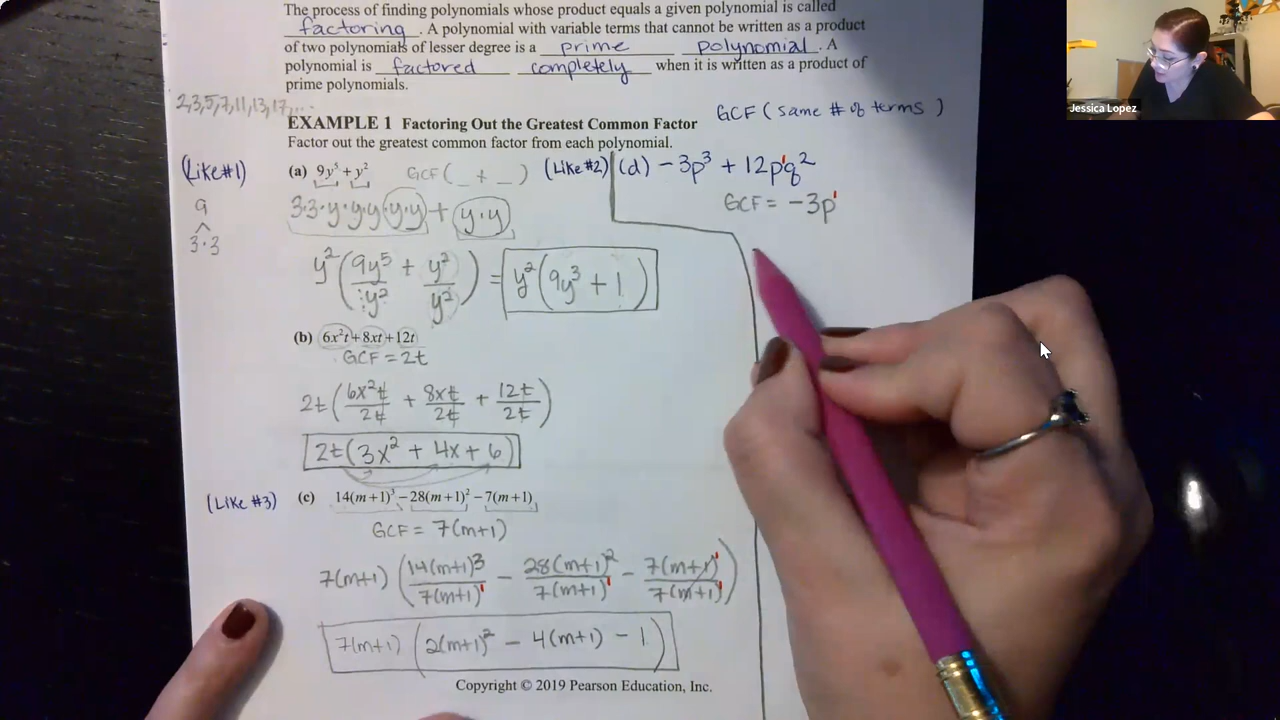 The process of finding polynomials whose product equals a given polynomial is called
factoring. A polynomial with variable terms that cannot be written as a product
of two polynomials of lesser degree is a prime polynomial. A
polynomial is factored completely when it is written as a product of
prime polynomials.
2,3,5,7,11,13,17,...
GCF (same # of terms)
EXAMPLE 1 Factoring Out the Greatest Common Factor
Factor out the greatest common factor from each polynomial.
(Like #1) (a) 9y⁵ + y² GCF ( _ + _ )
9
3·3
3·3·y·y·y·y·y + y·y
y² (9y⁵/y² + y²/y²) = y² (9y³ + 1)
(b) 6x²t + 8xt + 12t
GCF = 2t
2t (6x²t/2t + 8xt/2t + 12t/2t)
2t (3x² + 4x + 6)
(Like #3) (c) 14(m+1)³ − 28(m+1)² − 7(m+1)
GCF = 7(m+1)
7(m+1) (14(m+1)³/7(m+1)¹ − 28(m+1)²/7(m+1)¹ − 7(m+1)¹/7(m+1)¹)
7(m+1) (2(m+1)² − 4(m+1) − 1)
(Like #2) (d) −3p³ + 12p¹q²
GCF = −3p¹
Copyright © 2019 Pearson Education, Inc.
Jessica Lopez